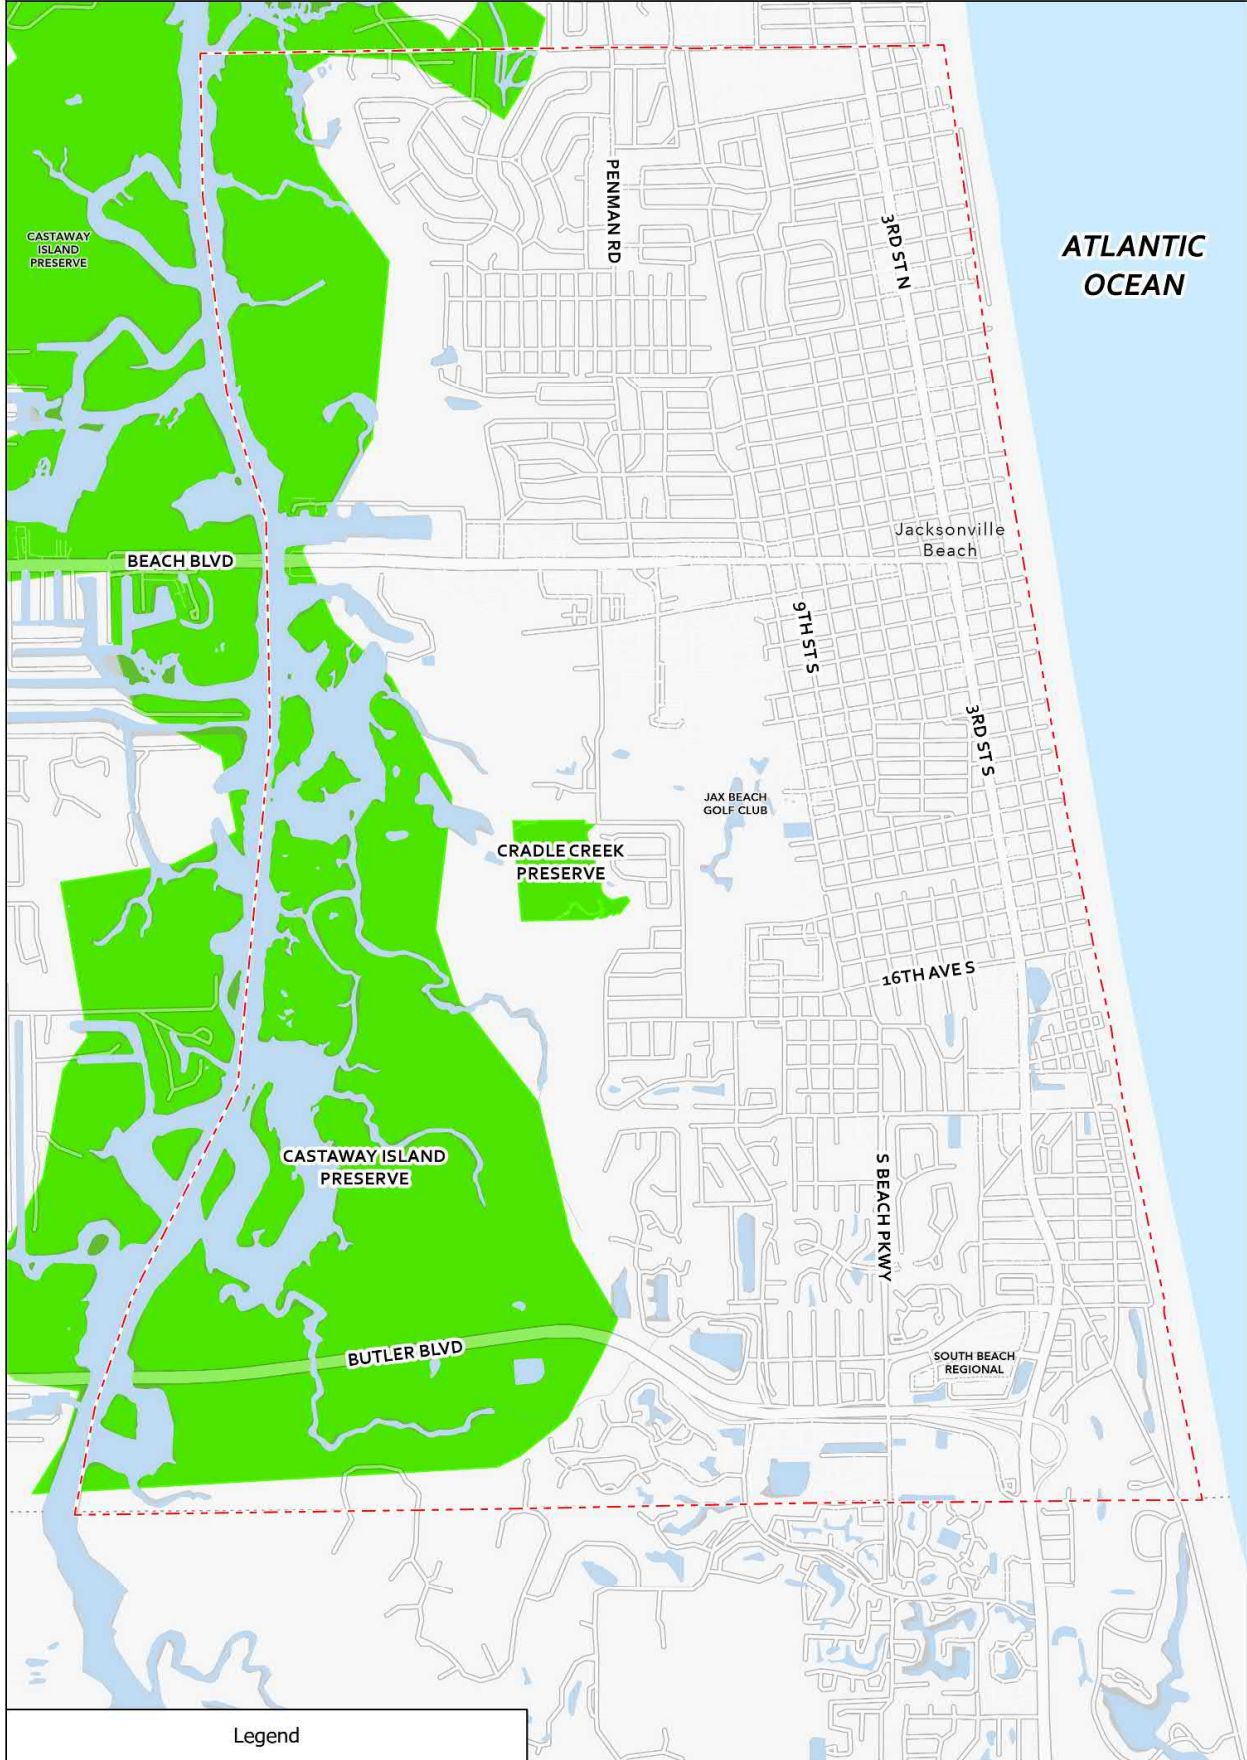 PENMAN RD
3RD ST N
CASTAWAY
ISLAND
PRESERVE
ATLANTIC
OCEAN
Jacksonville
Beach
BEACH BLVD
9TH ST S
3RD ST S
JAX BEACH
GOLF CLUB
CRADLE CREEK
PRESERVE
16TH AVE S
CASTAWAY ISLAND
PRESERVE
S BEACH PKWY
BUTLER BLVD
SOUTH BEACH
REGIONAL
Legend